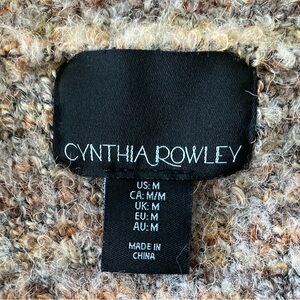 CYNTHIA ROWLEY
US: M
CA: M/M
UK: M
EU: M
AU: M
MADE IN
CHINA